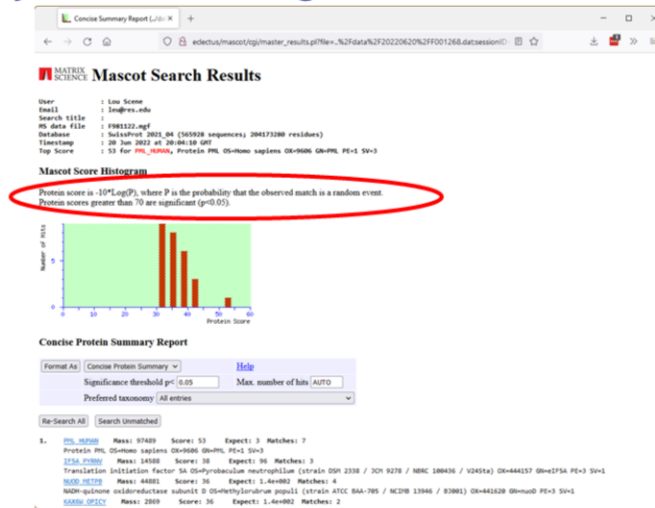 Concise Summary Report (../da
eclectus/mascot/cgi/master_results.pl?file=..%2Fdata%2F20220620%2FF001268.dat;sessionID
MATRIX
SCIENCE Mascot Search Results
User : Lou Scene
Email : leu@res.edu
Search title :
MS data file : F981122.mgf
Database : SwissProt 2021_04 (565928 sequences; 204173280 residues)
Timestamp : 20 Jun 2022 at 20:04:10 GMT
Top Score : 53 for PML_HUMAN, Protein PML OS=Homo sapiens OX=9606 GN=PML PE=1 SV=3
Mascot Score Histogram
Protein score is -10*Log(P), where P is the probability that the observed match is a random event.
Protein scores greater than 70 are significant (p<0.05).
Number of Hits
5
0
0 10 20 30 40 50 60
Protein Score
Concise Protein Summary Report
Format As Concise Protein Summary Help
Significance threshold p< 0.05 Max. number of hits AUTO
Preferred taxonomy All entries
Re-Search All Search Unmatched
1. PML_HUMAN Mass: 97489 Score: 53 Expect: 3 Matches: 7
Protein PML OS=Homo sapiens OX=9606 GN=PML PE=1 SV=3
IF5A_PYRNV Mass: 14588 Score: 38 Expect: 96 Matches: 3
Translation initiation factor 5A OS=Pyrobaculum neutrophilum (strain DSM 2338 / JCM 9278 / NBRC 100436 / V24Sta) OX=444157 GN=eIF5A PE=3 SV=1
NUOD_METPB Mass: 44881 Score: 36 Expect: 1.4e+002 Matches: 4
NADH-quinone oxidoreductase subunit D OS=Methylorubrum populi (strain ATCC BAA-705 / NCIMB 13946 / BJ001) OX=441620 GN=nuoD PE=3 SV=1
KAX6W_OPICY Mass: 2869 Score: 36 Expect: 1.4e+002 Matches: 2